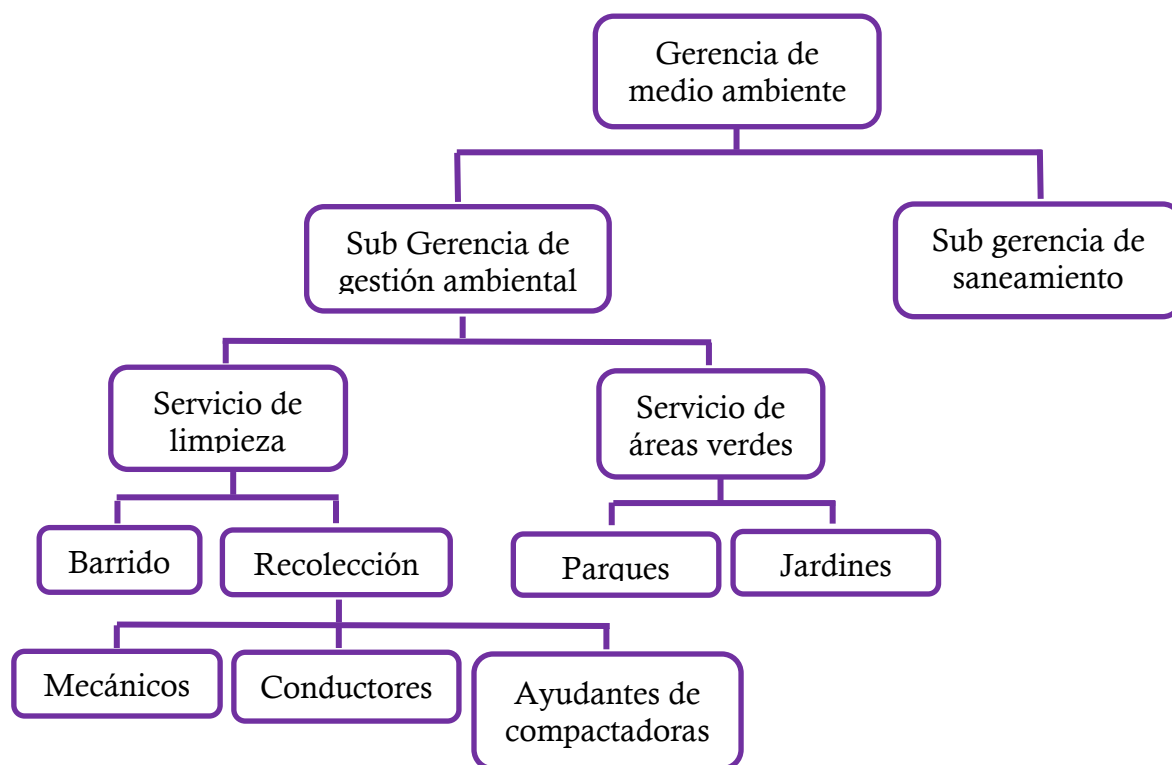 Gerencia de
medio ambiente
Sub Gerencia de
gestión ambiental
Sub gerencia de
saneamiento
Servicio de
limpieza
Servicio de
áreas verdes
Barrido
Recolección
Parques
Jardines
Mecánicos
Conductores
Ayudantes de
compactadoras